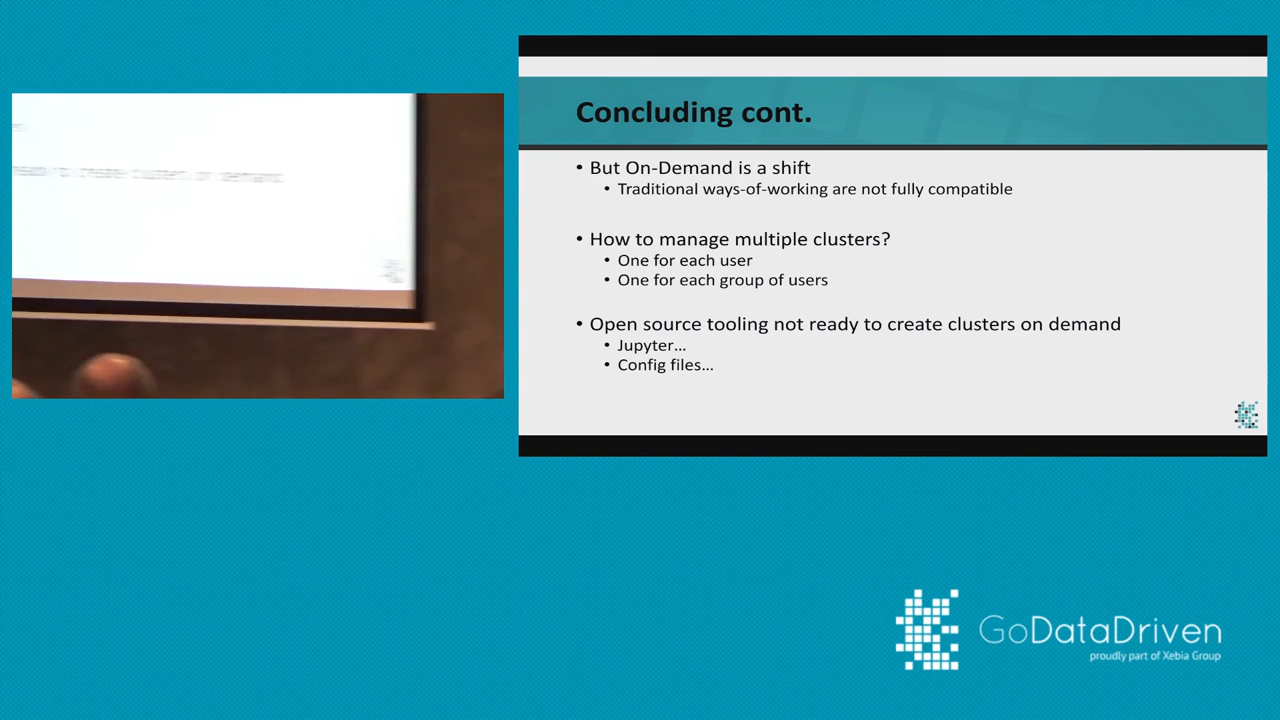 Concluding cont.
• But On-Demand is a shift
• Traditional ways-of-working are not fully compatible
• How to manage multiple clusters?
• One for each user
• One for each group of users
• Open source tooling not ready to create clusters on demand
• Jupyter…
• Config files…
GoDataDriven
proudly part of Xebia Group